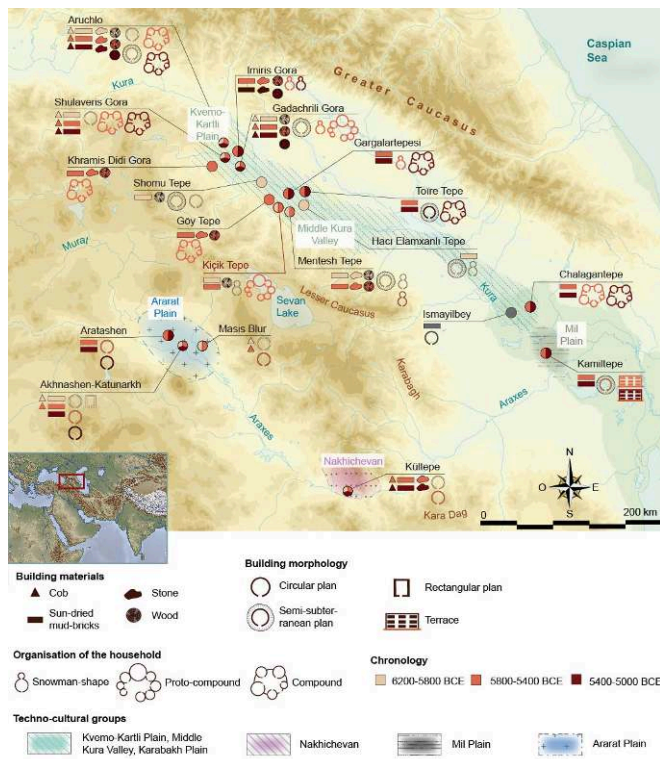 Aruchlo
Caspian
Sea
Kura
Imiris Gora
Greater Caucasus
Shulaveris Gora
Kvemo-
Kartli
Plain
Gadachrili Gora
Gargalartepesi
Khramis Didi Gora
Shomu Tepe
Toire Tepe
Göy Tepe
Middle Kura
Valley
Hacı Elamxanlı Tepe
Murat
Mentesh Tepe
Kiçik Tepe
Chalagantepe
Sevan
Lake
Lesser Caucasus
Kura
Ararat
Plain
Ismayilbey
Mil
Plain
Aratashen
Masis Blur
Karabagh
Kamiltepe
Akhnashen-Katunarkh
Araxes
Araxes
Nakhichevan
N
O E
S
Küllepe
Kara Dag
0 200 km
Building materials
Cob
Stone
Sun-dried
mud-bricks
Wood
Building morphology
Circular plan
Rectangular plan
Semi-subter-
ranean plan
Terrace
Organisation of the household
Snowman-shape
Proto-compound
Compound
Chronology
6200-5800 BCE
5800-5400 BCE
5400-5000 BCE
Techno-cultural groups
Kvemo-Kartli Plain, Middle
Kura Valley, Karabakh Plain
Nakhichevan
Mil Plain
Ararat Plain